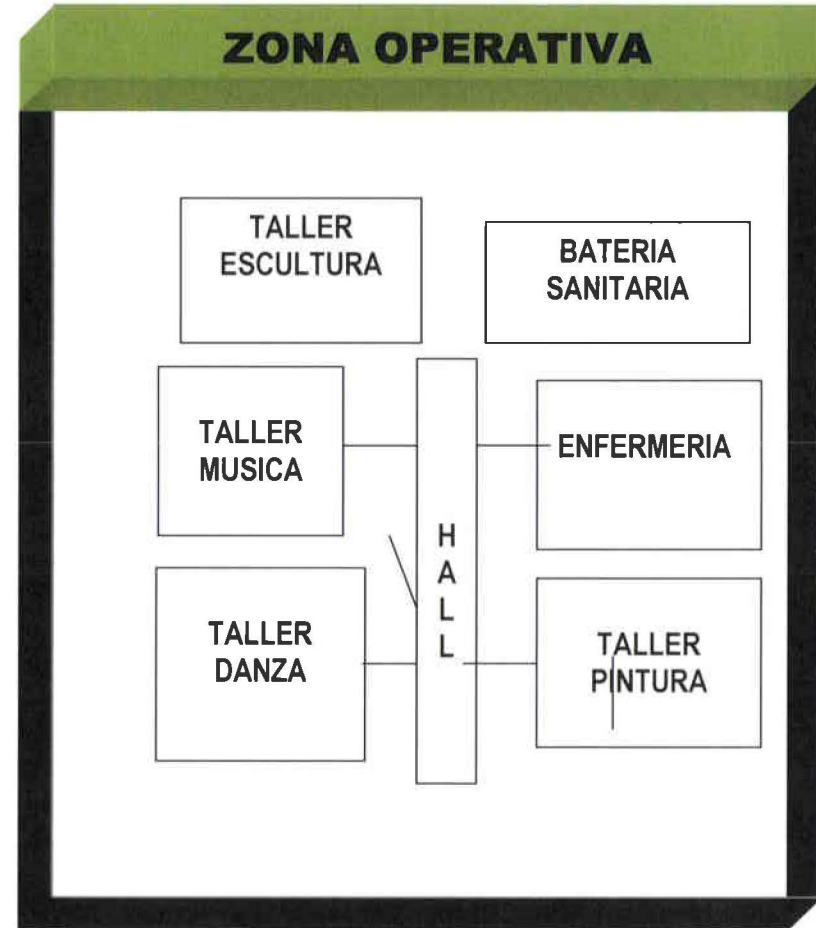 ZONA OPERATIVA
TALLER
ESCULTURA
BATERIA
SANITARIA
TALLER
MUSICA
ENFERMERIA
H
A
L
L
TALLER
DANZA
TALLER
PINTURA